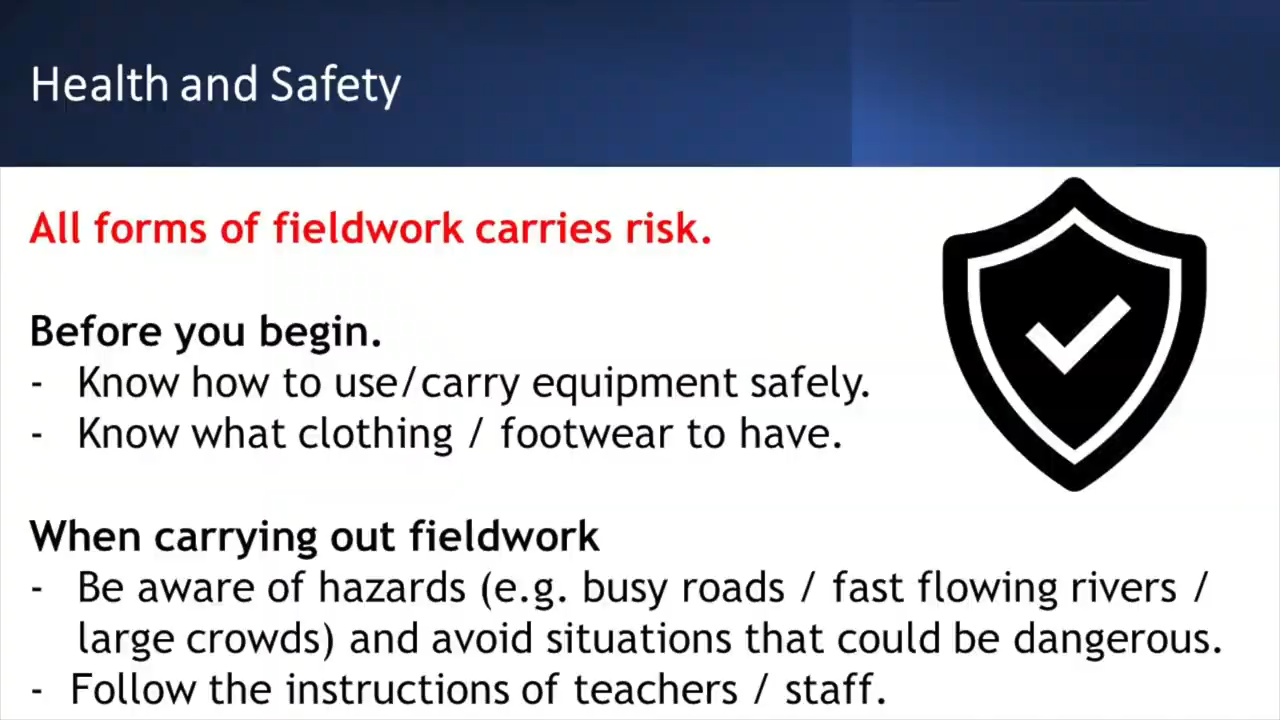 Health and Safety
All forms of fieldwork carries risk.
Before you begin.
- Know how to use/carry equipment safely.
- Know what clothing / footwear to have.
When carrying out fieldwork
- Be aware of hazards (e.g. busy roads / fast flowing rivers /
large crowds) and avoid situations that could be dangerous.
- Follow the instructions of teachers / staff.